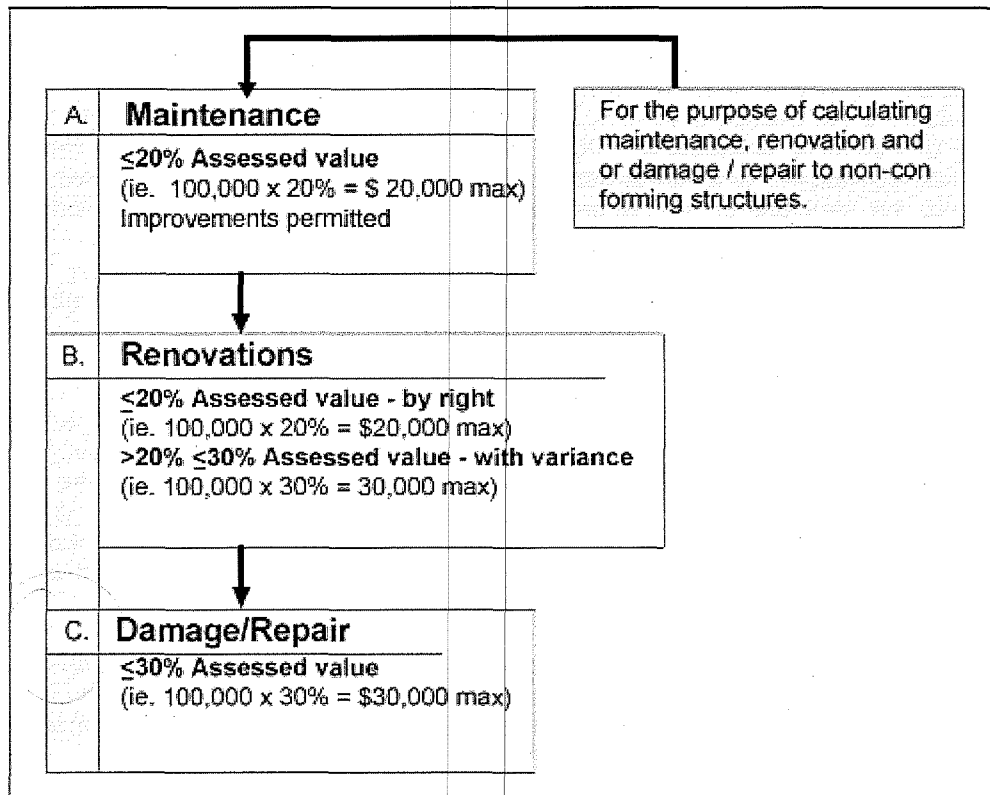 For the purpose of calculating
maintenance, renovation and
or damage / repair to non-con
forming structures.
A. Maintenance
≤20% Assessed value
(ie. 100,000 x 20% = $ 20,000 max)
Improvements permitted
B. Renovations
≤20% Assessed value - by right
(ie. 100,000 x 20% = $20,000 max)
>20% ≤30% Assessed value - with variance
(ie. 100,000 x 30% = 30,000 max)
C. Damage/Repair
≤30% Assessed value
(ie. 100,000 x 30% = $30,000 max)